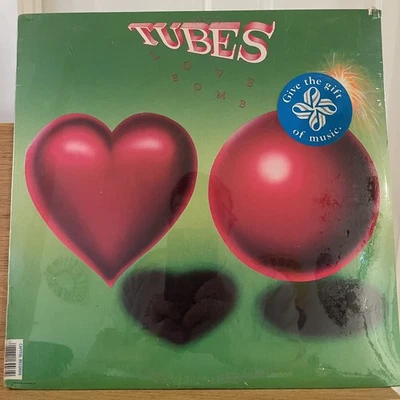 TUBES
LOVE
BOMB
Give the gift
of music.